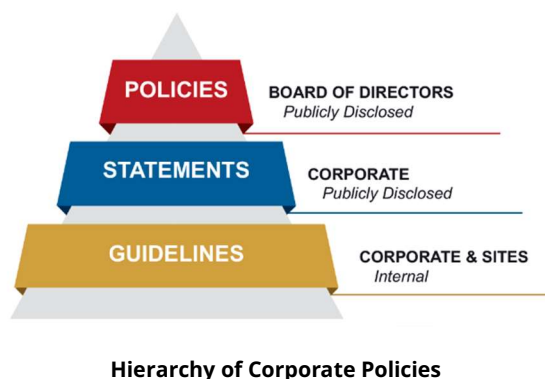 POLICIES
BOARD OF DIRECTORS
Publicly Disclosed
STATEMENTS
CORPORATE
Publicly Disclosed
GUIDELINES
CORPORATE & SITES
Internal
Hierarchy of Corporate Policies